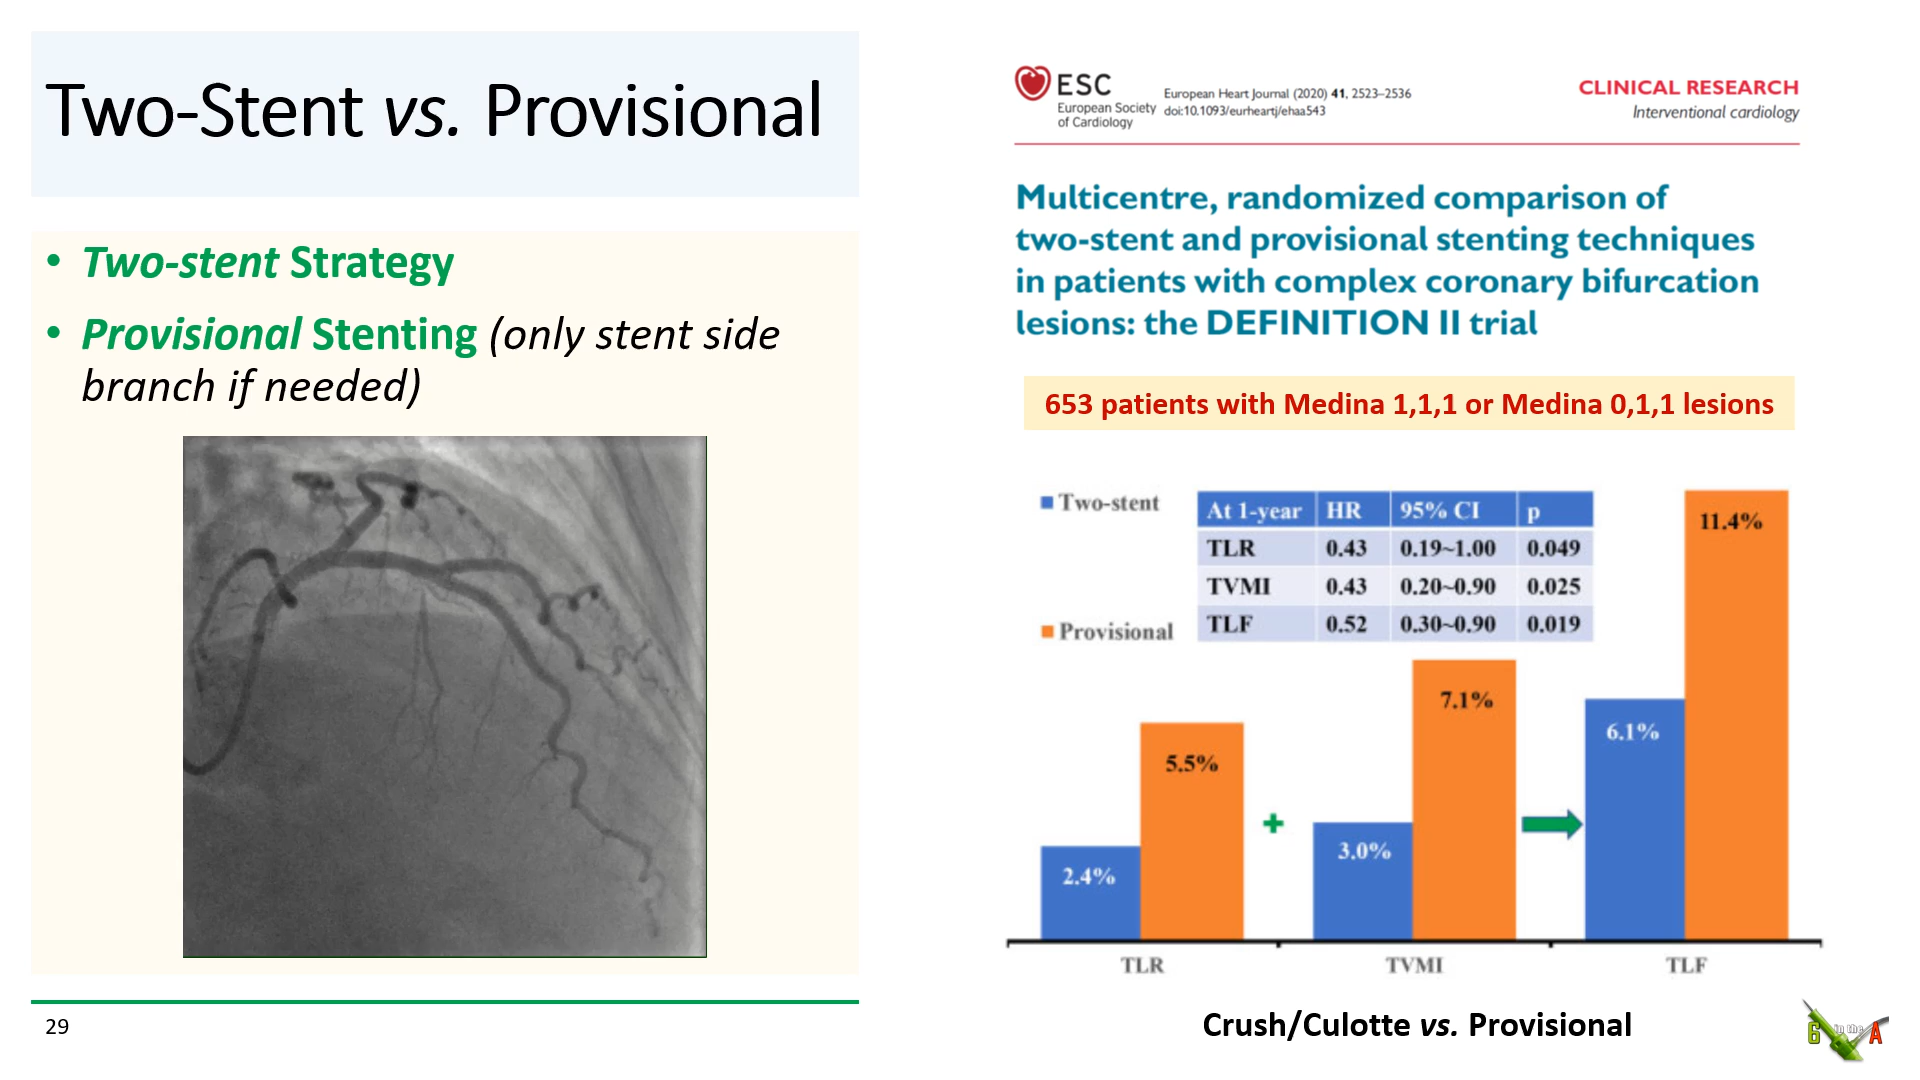 Two-Stent vs. Provisional
• Two-stent Strategy
• Provisional Stenting (only stent side
branch if needed)
29
ESC
European Society
of Cardiology
European Heart Journal (2020) 41, 2523–2536
doi:10.1093/eurheartj/ehaa543
CLINICAL RESEARCH
Interventional cardiology
Multicentre, randomized comparison of
two-stent and provisional stenting techniques
in patients with complex coronary bifurcation
lesions: the DEFINITION II trial
653 patients with Medina 1,1,1 or Medina 0,1,1 lesions
Two-stent
Provisional
At 1-year HR 95% CI p
TLR 0.43 0.19~1.00 0.049
TVMI 0.43 0.20~0.90 0.025
TLF 0.52 0.30~0.90 0.019
2.4%
5.5%
+
3.0%
7.1%
6.1%
11.4%
TLR
TVMI
TLF
Crush/Culotte vs. Provisional
6 in the A